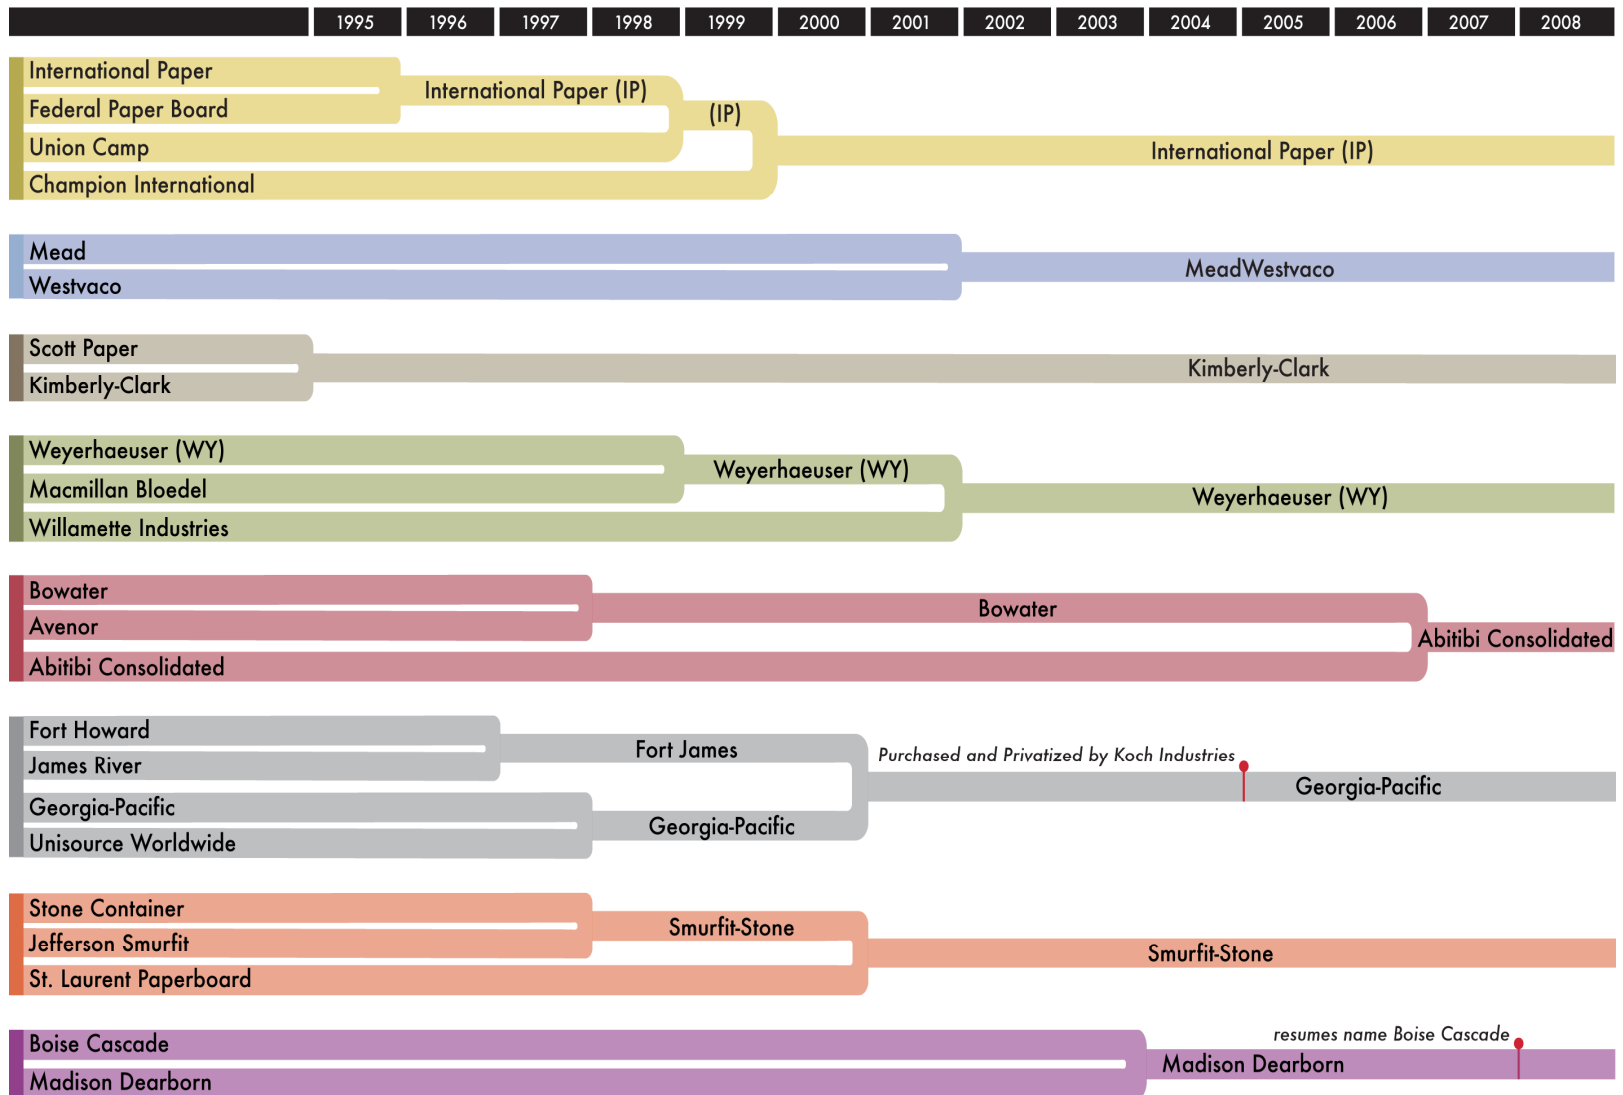 1995 1996 1997 1998 1999 2000 2001 2002 2003 2004 2005 2006 2007 2008
International Paper
International Paper (IP)
Federal Paper Board
(IP)
Union Camp
International Paper (IP)
Champion International
Mead
MeadWestvaco
Westvaco
Scott Paper
Kimberly-Clark
Kimberly-Clark
Weyerhaeuser (WY)
Weyerhaeuser (WY)
Macmillan Bloedel
Weyerhaeuser (WY)
Willamette Industries
Bowater
Bowater
Avenor
Abitibi Consolidated
Abitibi Consolidated
Fort Howard
Fort James
Purchased and Privatized by Koch Industries
James River
Georgia-Pacific
Georgia-Pacific
Georgia-Pacific
Unisource Worldwide
Stone Container
Smurfit-Stone
Jefferson Smurfit
Smurfit-Stone
St. Laurent Paperboard
resumes name Boise Cascade
Boise Cascade
Madison Dearborn
Madison Dearborn